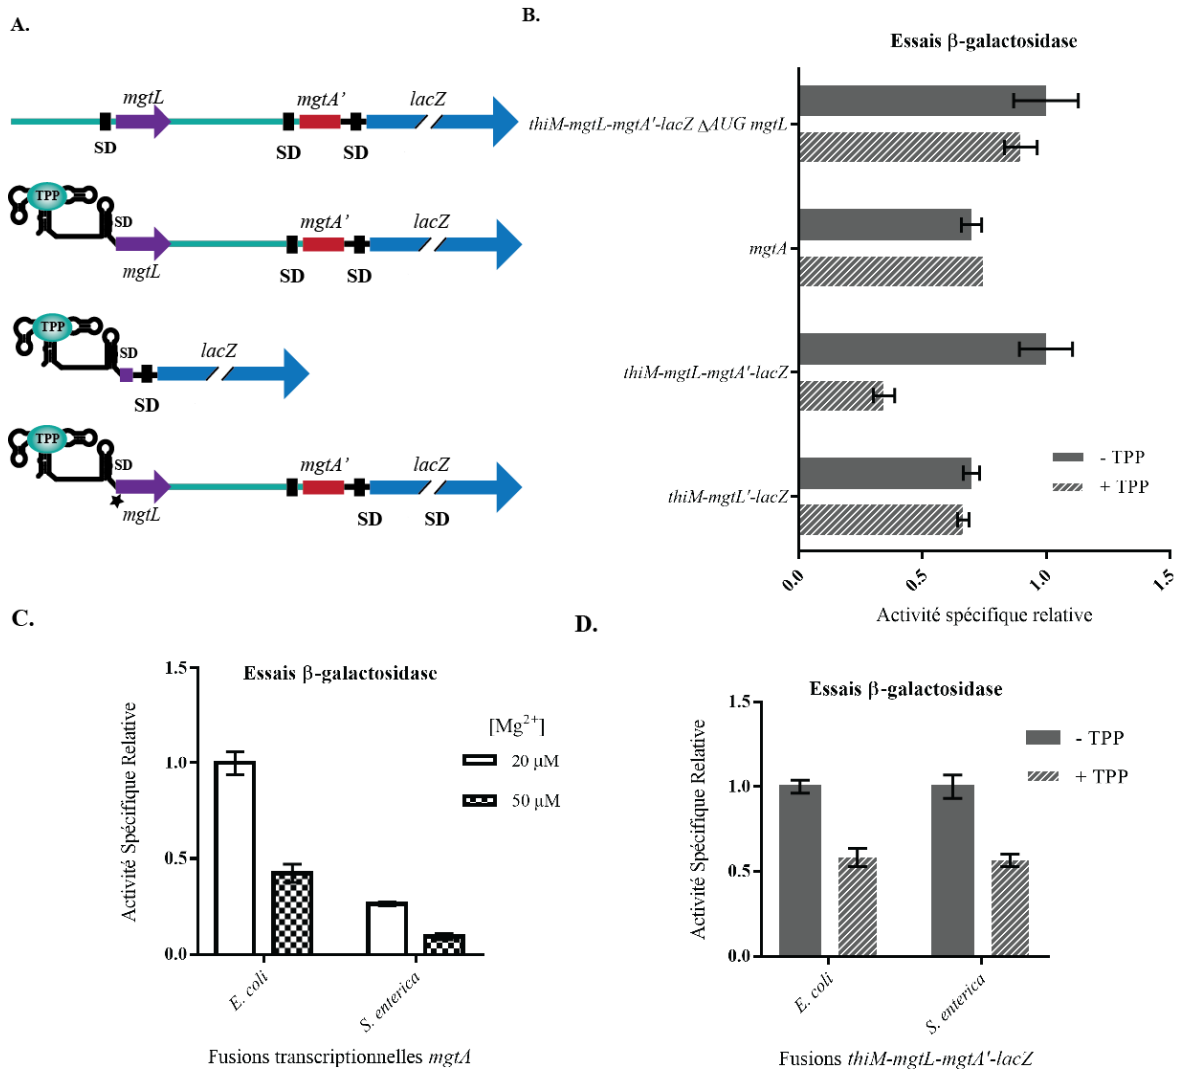 A.
mgtL
mgtA’
lacZ
SD
SD
SD
TPP
SD
mgtA’
lacZ
mgtL
SD
SD
TPP
SD
lacZ
SD
TPP
SD
mgtA’
lacZ
mgtL
SD
SD
B.
Essais β-galactosidase
thiM-mgtL-mgtA'-lacZ ΔAUG mgtL
mgtA
thiM-mgtL-mgtA'-lacZ
thiM-mgtL'-lacZ
- TPP
+ TPP
0.0
0.5
1.0
1.5
Activité spécifique relative
C.
Essais β-galactosidase
Activité Spécifique Relative
1.5
1.0
0.5
0.0
[Mg²⁺]
20 µM
50 µM
E. coli
S. enterica
Fusions transcriptionnelles mgtA
D.
Essais β-galactosidase
Activité Spécifique Relative
1.5
1.0
0.5
0.0
- TPP
+ TPP
E. coli
S. enterica
Fusions thiM-mgtL-mgtA'-lacZ